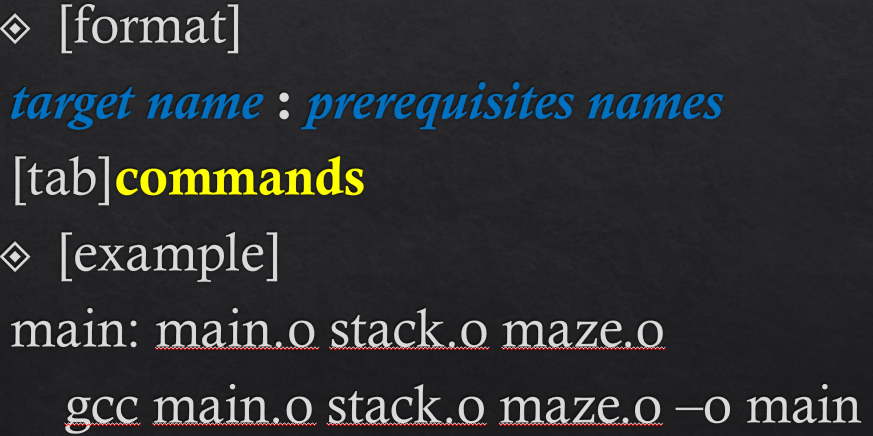 [format]
target name : prerequisites names
[tab]commands
[example]
main: main.o stack.o maze.o
gcc main.o stack.o maze.o –o main